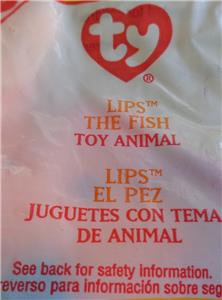 ty®
LIPS™
THE FISH
TOY ANIMAL
LIPS™
EL PEZ
JUGUETES CON TEMA
DE ANIMAL
See back for safety information.
reverso para información sobre seg